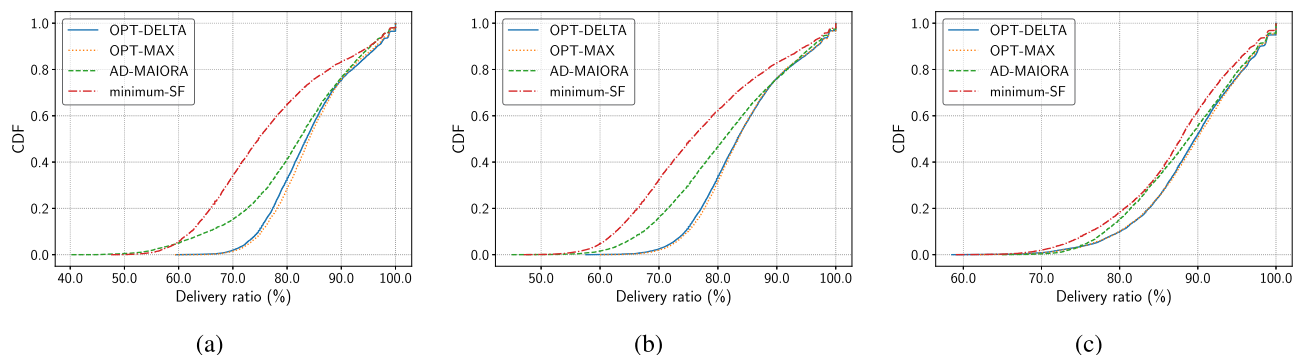 1.0
0.8
0.6
0.4
0.2
0.0
CDF
OPT-DELTA
OPT-MAX
AD-MAIORA
minimum-SF
40.0 50.0 60.0 70.0 80.0 90.0 100.0
Delivery ratio (%)
(a)
1.0
0.8
0.6
0.4
0.2
0.0
CDF
OPT-DELTA
OPT-MAX
AD-MAIORA
minimum-SF
50.0 60.0 70.0 80.0 90.0 100.0
Delivery ratio (%)
(b)
1.0
0.8
0.6
0.4
0.2
0.0
CDF
OPT-DELTA
OPT-MAX
AD-MAIORA
minimum-SF
60.0 70.0 80.0 90.0 100.0
Delivery ratio (%)
(c)